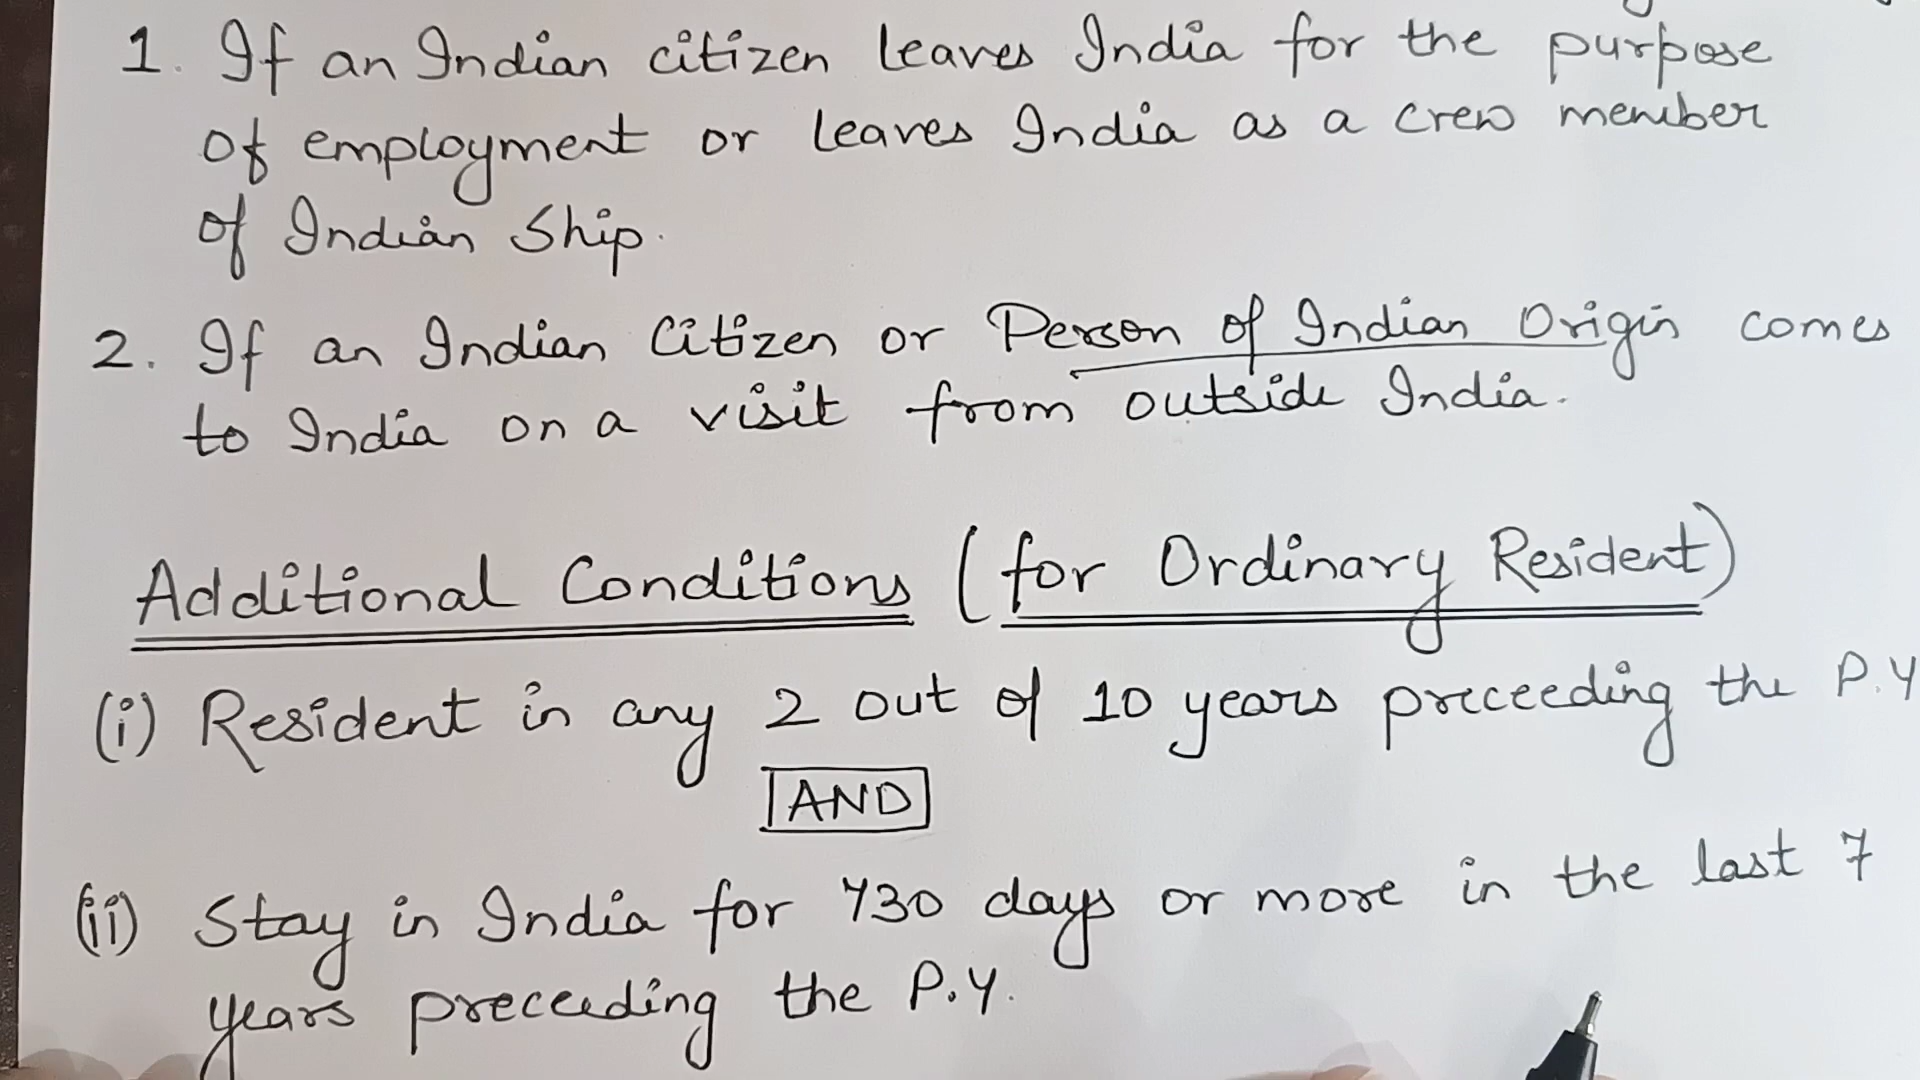 1. If an Indian citizen leaves India for the purpose
of employment or leaves India as a crew member
of Indian Ship.
2. If an Indian Citizen or Person of Indian Origin comes
to India on a visit from outside India.
Additional Conditions (for Ordinary Resident)
(i) Resident in any 2 out of 10 years preceeding the P.Y
AND
(ii) Stay in India for 730 days or more in the last 7
years preceeding the P.Y.